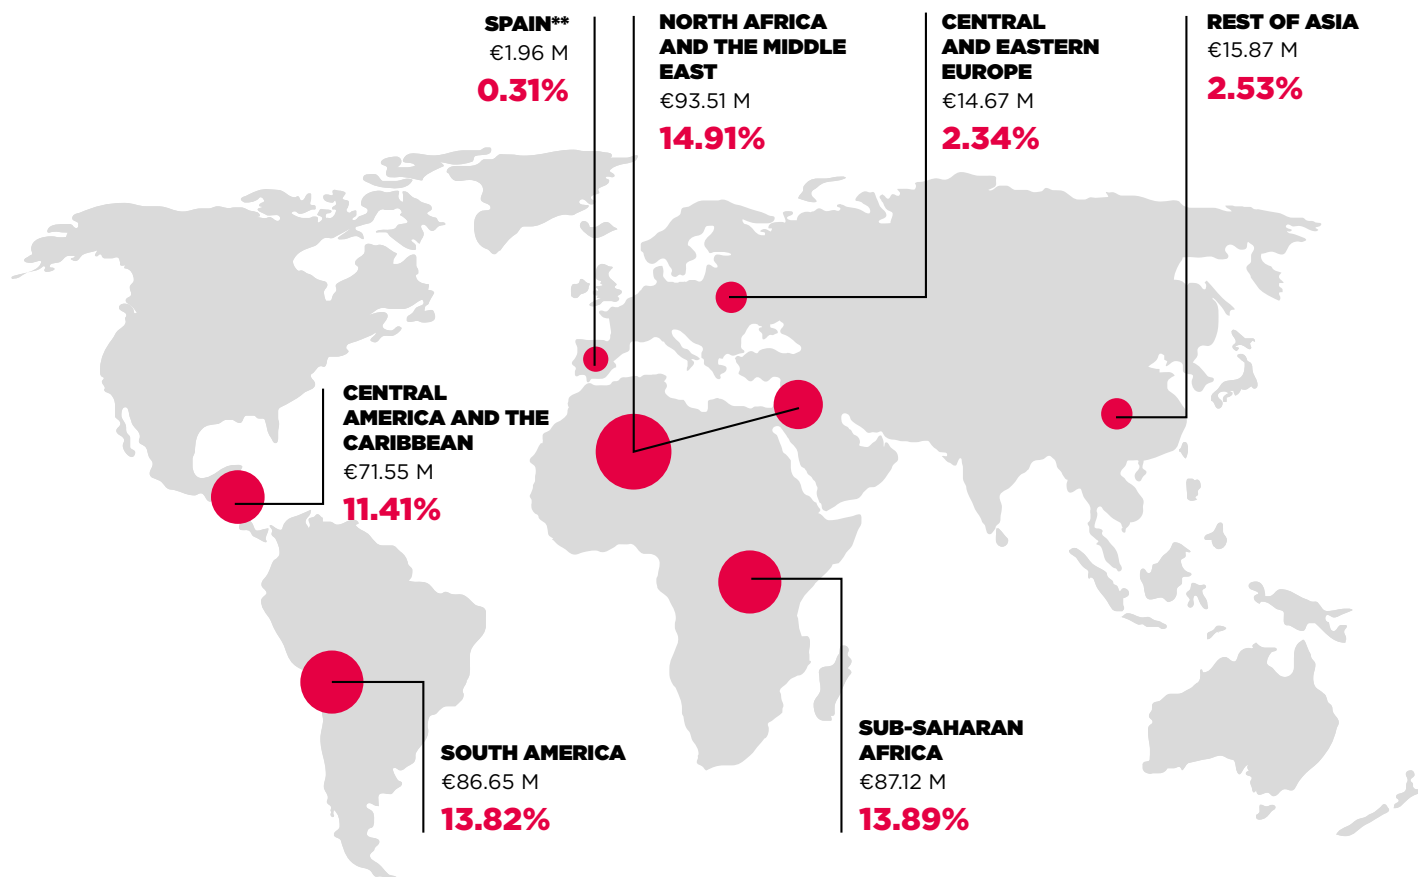 SPAIN**
€1.96 M
0.31%
NORTH AFRICA
AND THE MIDDLE
EAST
€93.51 M
14.91%
CENTRAL
AND EASTERN
EUROPE
€14.67 M
2.34%
REST OF ASIA
€15.87 M
2.53%
CENTRAL
AMERICA AND THE
CARIBBEAN
€71.55 M
11.41%
SOUTH AMERICA
€86.65 M
13.82%
SUB-SAHARAN
AFRICA
€87.12 M
13.89%